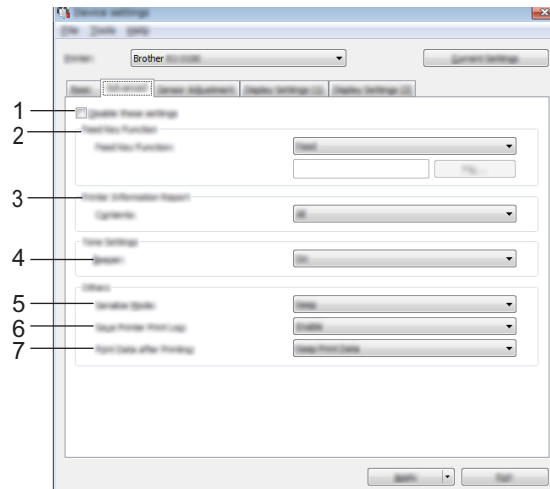 Device settings
File Tools Help
Printer: Brother Current Settings
Basic Advanced Sensor Adjustment Display Settings (1) Display Settings (2)
1 Disable these settings
2 Feed Key Function
Feed Key Function: Feed
File...
3 Printer Information Report
Contents: All
Tone Settings
4 Beeper: On
Others
5 Serialize Mode: Keep
6 Save Printer Print Log: Enable
7 Print Data after Printing: Keep Print Data
Apply Exit